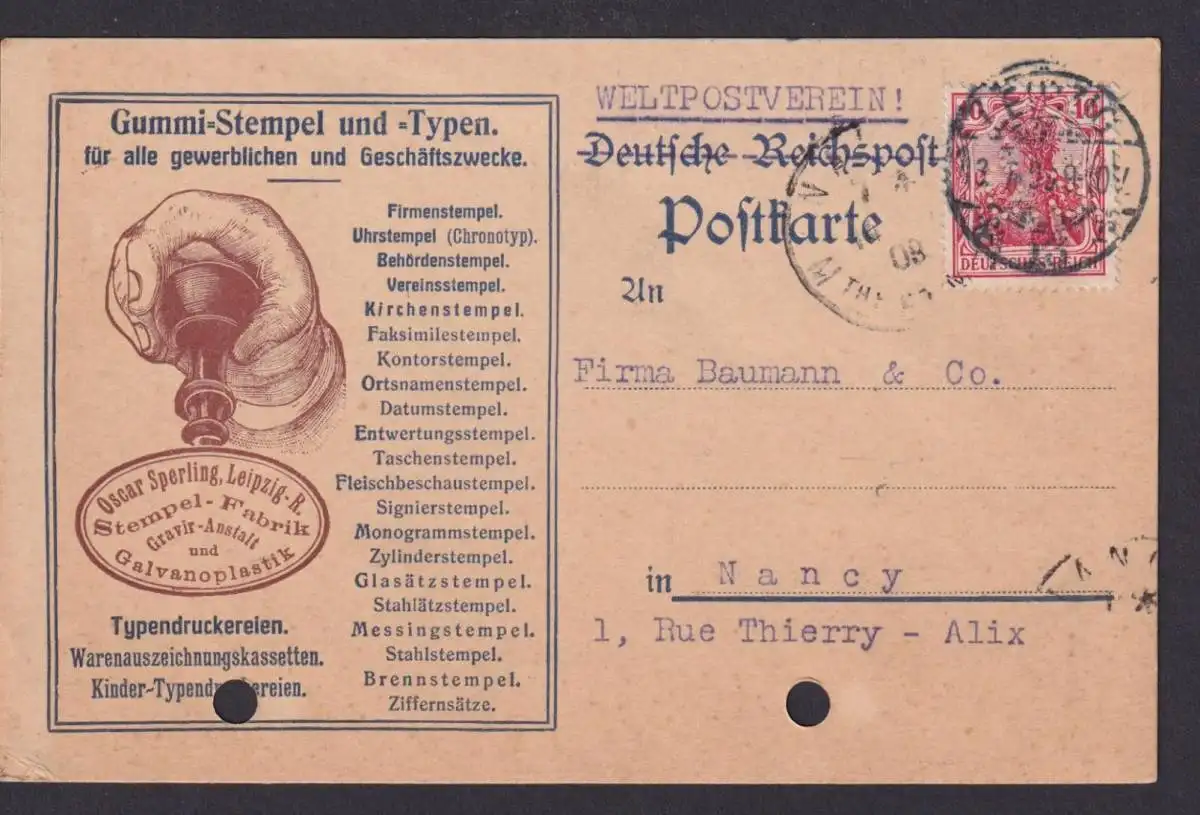 Gummi=Stempel und =Typen.
für alle gewerblichen und Geschäftszwecke.
Firmenstempel.
Uhrstempel (Chronotyp).
Behördenstempel.
Vereinsstempel.
Kirchenstempel.
Faksimilestempel.
Kontorstempel.
Ortsnamenstempel.
Datumstempel.
Entwertungsstempel.
Taschenstempel.
Fleischbeschaustempel.
Signierstempel.
Monogrammstempel.
Zylinderstempel.
Glasätzstempel.
Stahlätzstempel.
Messingstempel.
Stahlstempel.
Brennstempel.
Ziffernsätze.
Oscar Sperling, Leipzig-R.
Stempel-Fabrik
Gravir-Anstalt
und
Galvanoplastik
Typendruckereien.
Warenauszeichnungskassetten.
WELTPOSTVEREIN!
Deutsche Reichspost
Postkarte
An
Firma Baumann & Co.
in Nancy
1, Rue Thierry - Alix
10
DEUTSCHES REICH
08